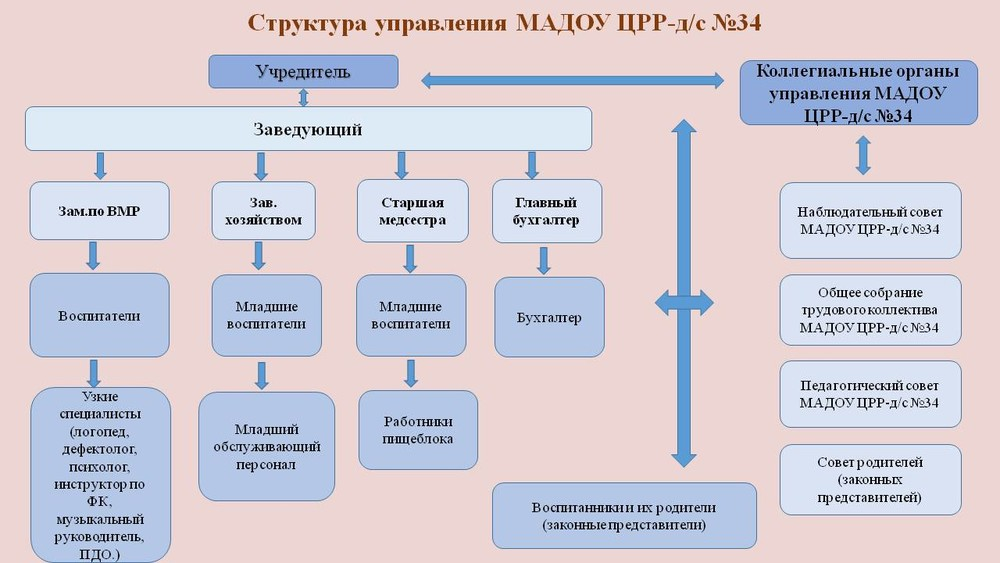 Структура управления МАДОУ ЦРР-д/с №34
Учредитель
Коллегиальные органы
управления МАДОУ
ЦРР-д/с №34
Заведующий
Зам.по ВМР
Зав.
хозяйством
Старшая
медсестра
Главный
бухгалтер
Воспитатели
Младшие
воспитатели
Младшие
воспитатели
Бухгалтер
Узкие
специалисты
(логопед,
дефектолог,
психолог,
инструктор по
ФК,
музыкальный
руководитель,
ПДО.)
Младший
обслуживающий
персонал
Работники
пищеблока
Воспитанники и их родители
(законные представители)
Наблюдательный совет
МАДОУ ЦРР-д/с №34
Общее собрание
трудового коллектива
МАДОУ ЦРР-д/с №34
Педагогический совет
МАДОУ ЦРР-д/с №34
Совет родителей
(законных
представителей)